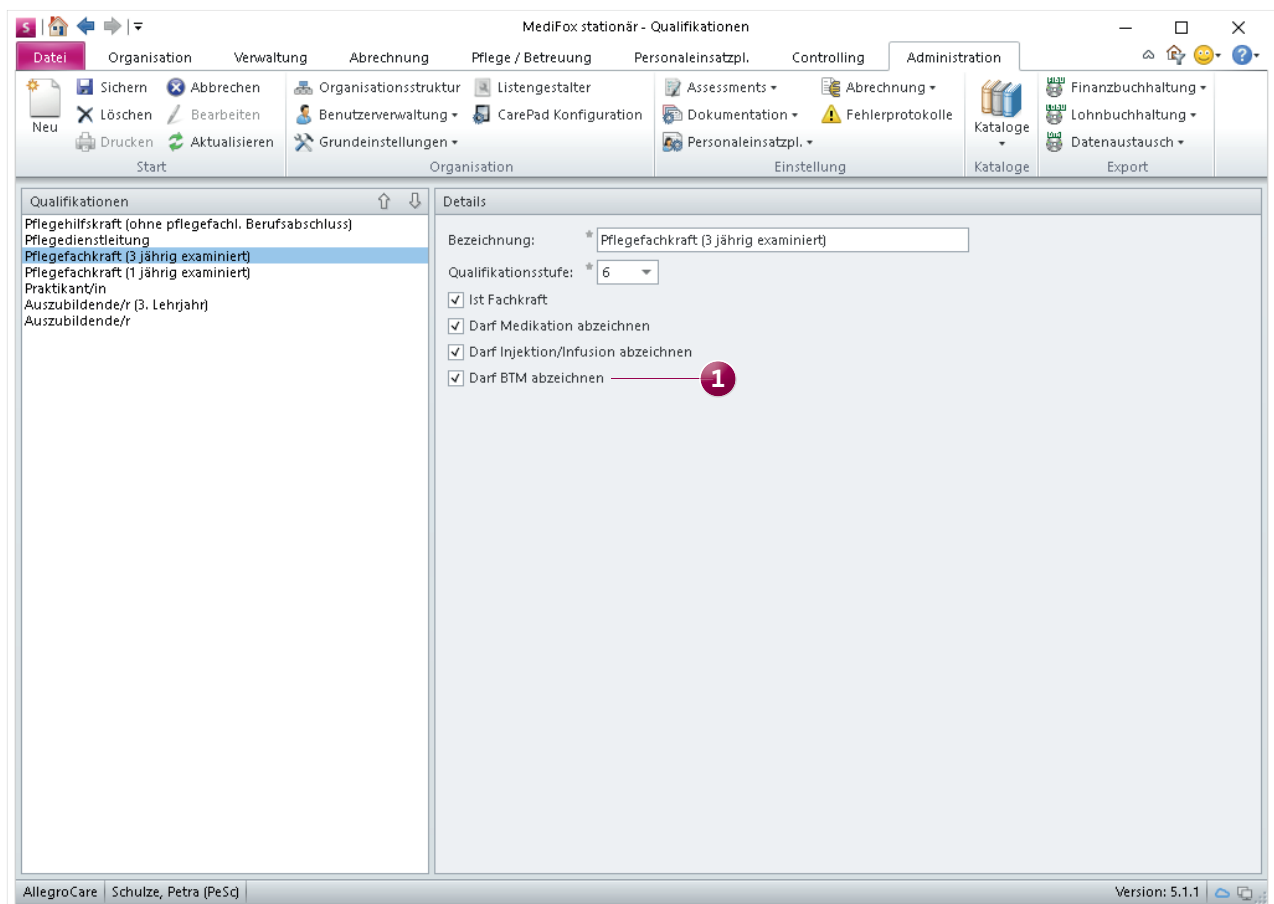 S
MediFox stationär - Qualifikationen
Datei Organisation Verwaltung Abrechnung Pflege / Betreuung Personaleinsatzpl. Controlling Administration
Neu
Sichern Abbrechen
Löschen Bearbeiten
Drucken Aktualisieren
Start
Organisationsstruktur Listengestalter
Benutzerverwaltung CarePad Konfiguration
Grundeinstellungen
Organisation
Assessments Abrechnung
Dokumentation Fehlerprotokolle
Personaleinsatzpl.
Einstellung
Kataloge
Kataloge
Finanzbuchhaltung
Lohnbuchhaltung
Datenaustausch
Export
Qualifikationen
Pflegehilfskraft (ohne pflegefachl. Berufsabschluss)
Pflegedienstleitung
Pflegefachkraft (3 jährig examiniert)
Pflegefachkraft (1 jährig examiniert)
Praktikant/in
Auszubildende/r (3. Lehrjahr)
Auszubildende/r
Details
Bezeichnung: * Pflegefachkraft (3 jährig examiniert)
Qualifikationsstufe: * 6
Ist Fachkraft
Darf Medikation abzeichnen
Darf Injektion/Infusion abzeichnen
Darf BTM abzeichnen 1
AllegroCare Schulze, Petra (PeSc) Version: 5.1.1